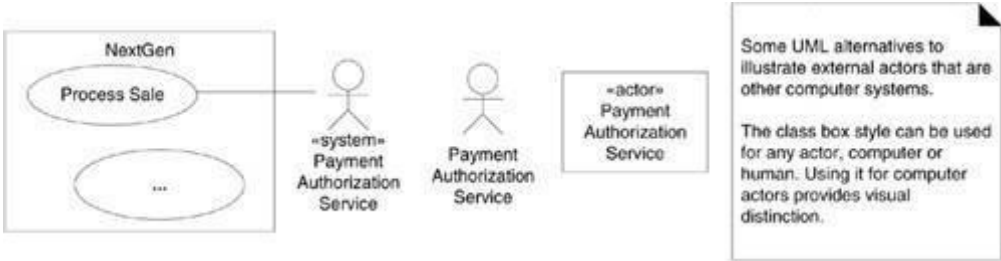 NextGen
Process Sale
...
«system»
Payment
Authorization
Service
Payment
Authorization
Service
«actor»
Payment
Authorization
Service
Some UML alternatives to
illustrate external actors that are
other computer systems.
The class box style can be used
for any actor, computer or
human. Using it for computer
actors provides visual
distinction.